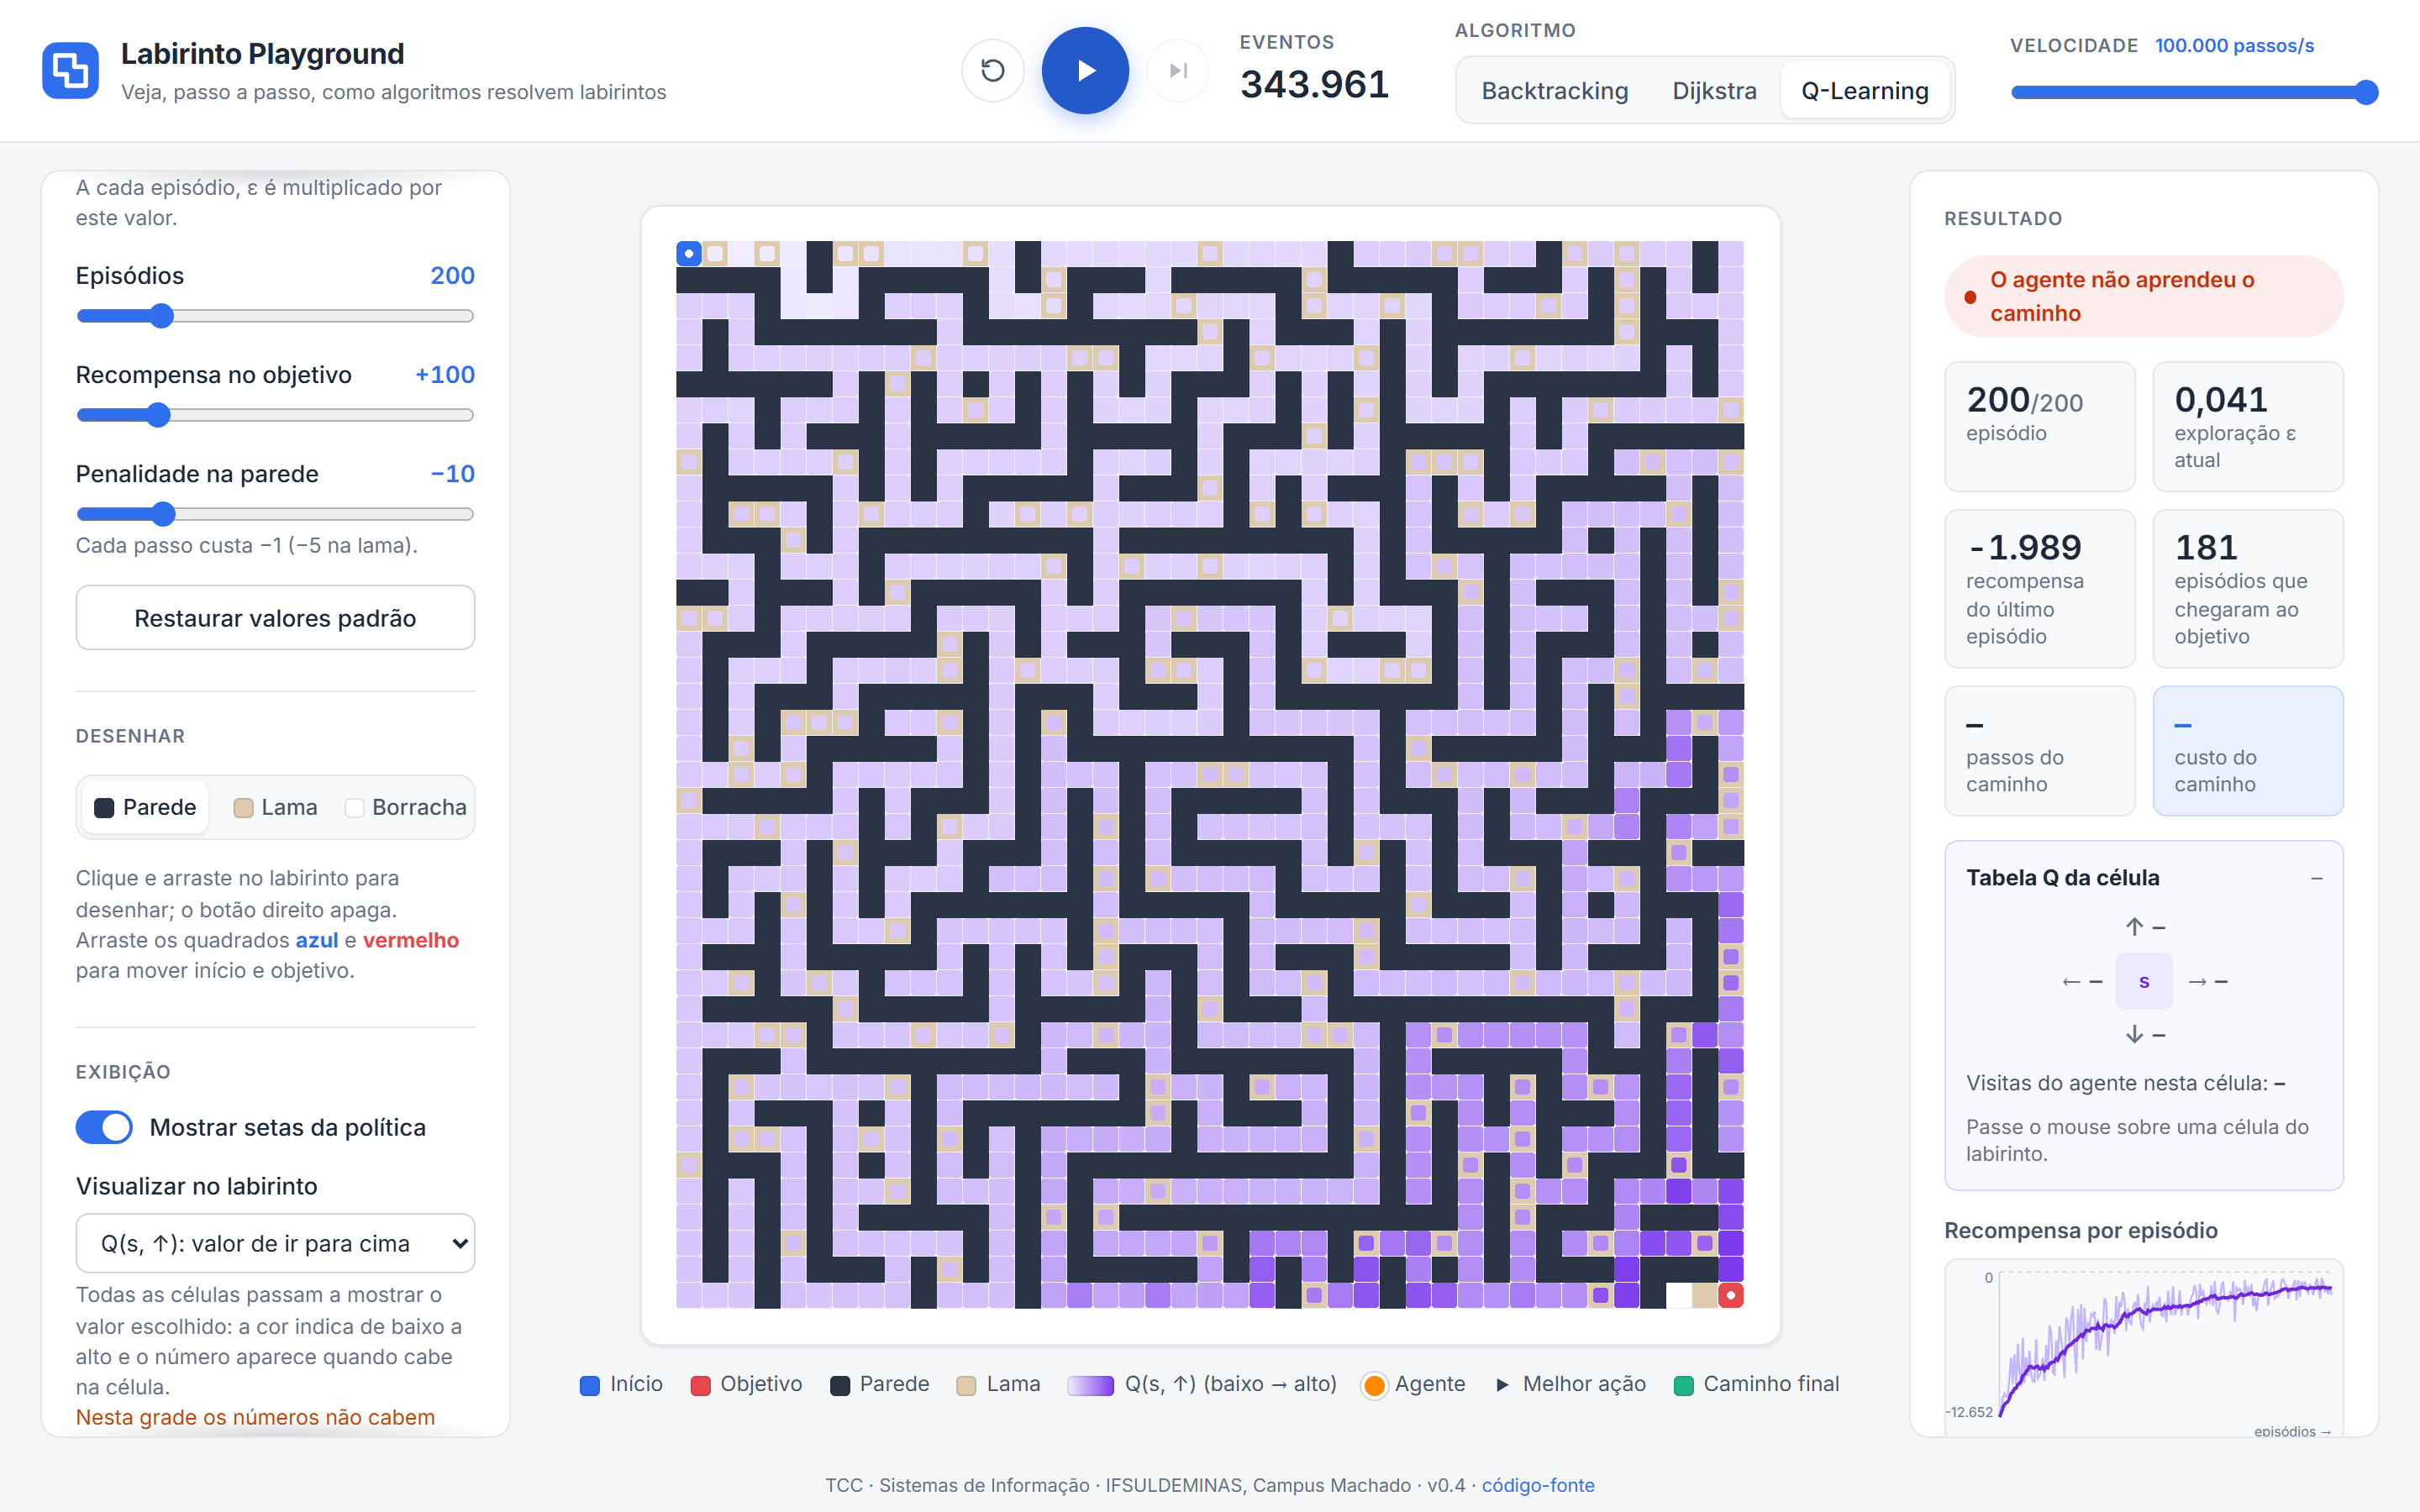 Labirinto Playground
Veja, passo a passo, como algoritmos resolvem labirintos
EVENTOS
343.961
ALGORITMO
Backtracking Dijkstra Q-Learning
VELOCIDADE 100.000 passos/s
A cada episódio, ε é multiplicado por
este valor.
Episódios 200
Recompensa no objetivo +100
Penalidade na parede −10
Cada passo custa −1 (−5 na lama).
Restaurar valores padrão
DESENHAR
Parede Lama Borracha
Clique e arraste no labirinto para
desenhar; o botão direito apaga.
Arraste os quadrados azul e vermelho
para mover início e objetivo.
EXIBIÇÃO
Mostrar setas da política
Visualizar no labirinto
Q(s, ↑): valor de ir para cima
Todas as células passam a mostrar o
valor escolhido: a cor indica de baixo a
alto e o número aparece quando cabe
na célula.
Nesta grade os números não cabem
Início Objetivo Parede Lama Q(s, ↑) (baixo → alto) Agente Melhor ação Caminho final
RESULTADO
O agente não aprendeu o
caminho
200/200
episódio
0,041
exploração ε
atual
-1.989
recompensa
do último
episódio
181
episódios que
chegaram ao
objetivo
–
passos do
caminho
–
custo do
caminho
Tabela Q da célula –
↑ –
← – s → –
↓ –
Visitas do agente nesta célula: –
Passe o mouse sobre uma célula do
labirinto.
Recompensa por episódio
0
-12.652
episódios →
TCC · Sistemas de Informação · IFSULDEMINAS, Campus Machado · v0.4 · código-fonte